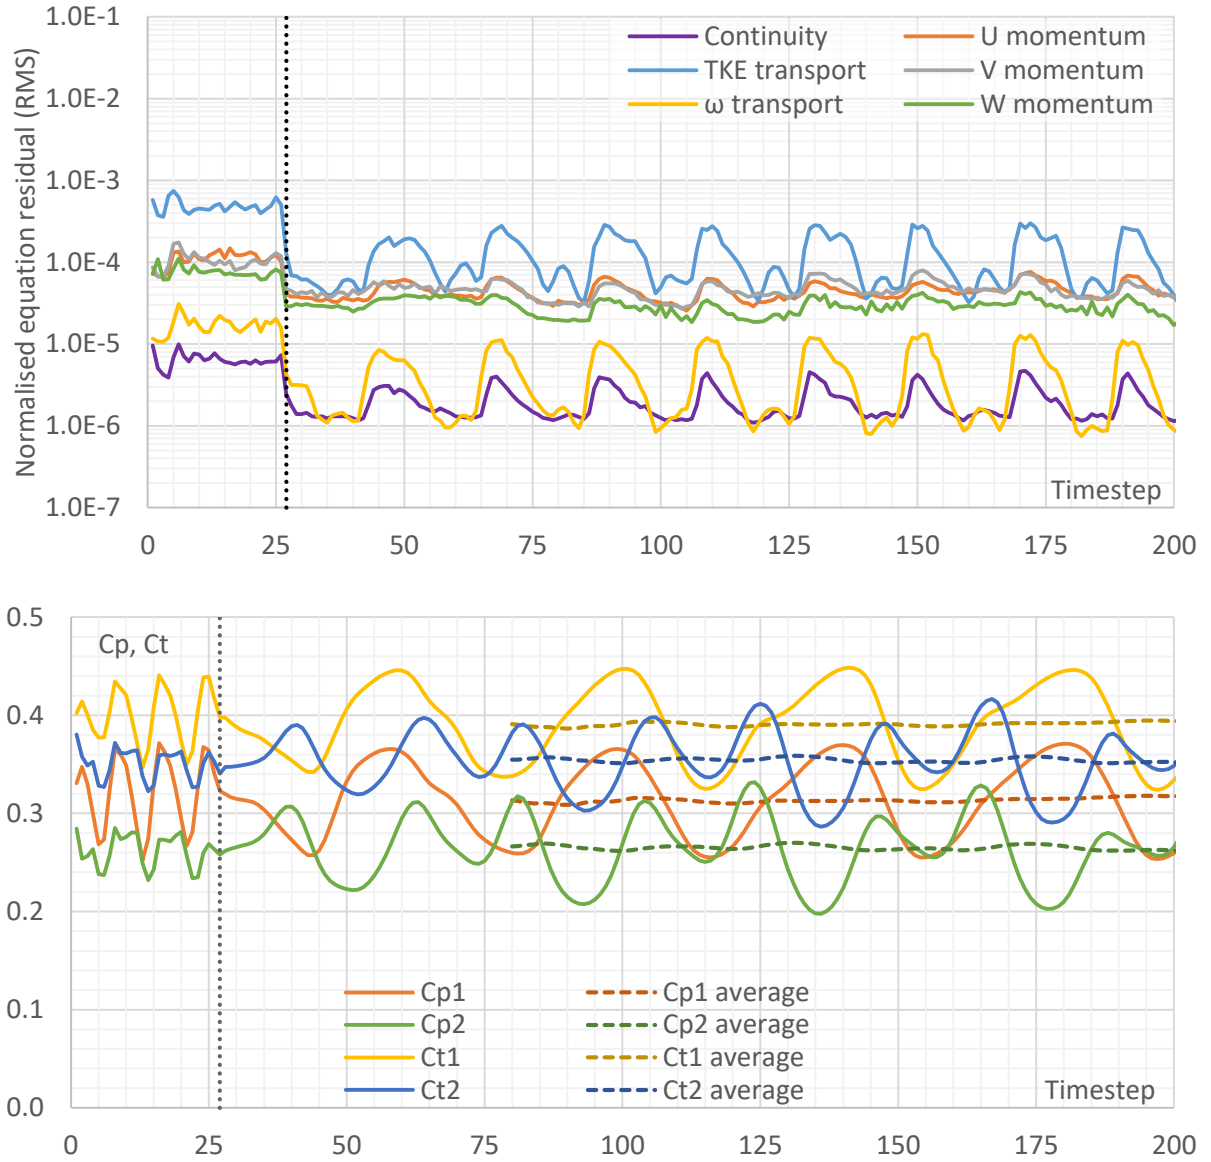 Normalised equation residual (RMS)
1.0E-1
1.0E-2
1.0E-3
1.0E-4
1.0E-5
1.0E-6
1.0E-7
Continuity
U momentum
TKE transport
V momentum
ω transport
W momentum
Timestep
0 25 50 75 100 125 150 175 200
0.5
0.4
0.3
0.2
0.1
0.0
Cp, Ct
Cp1
Cp1 average
Cp2
Cp2 average
Ct1
Ct1 average
Ct2
Ct2 average
Timestep
0 25 50 75 100 125 150 175 200